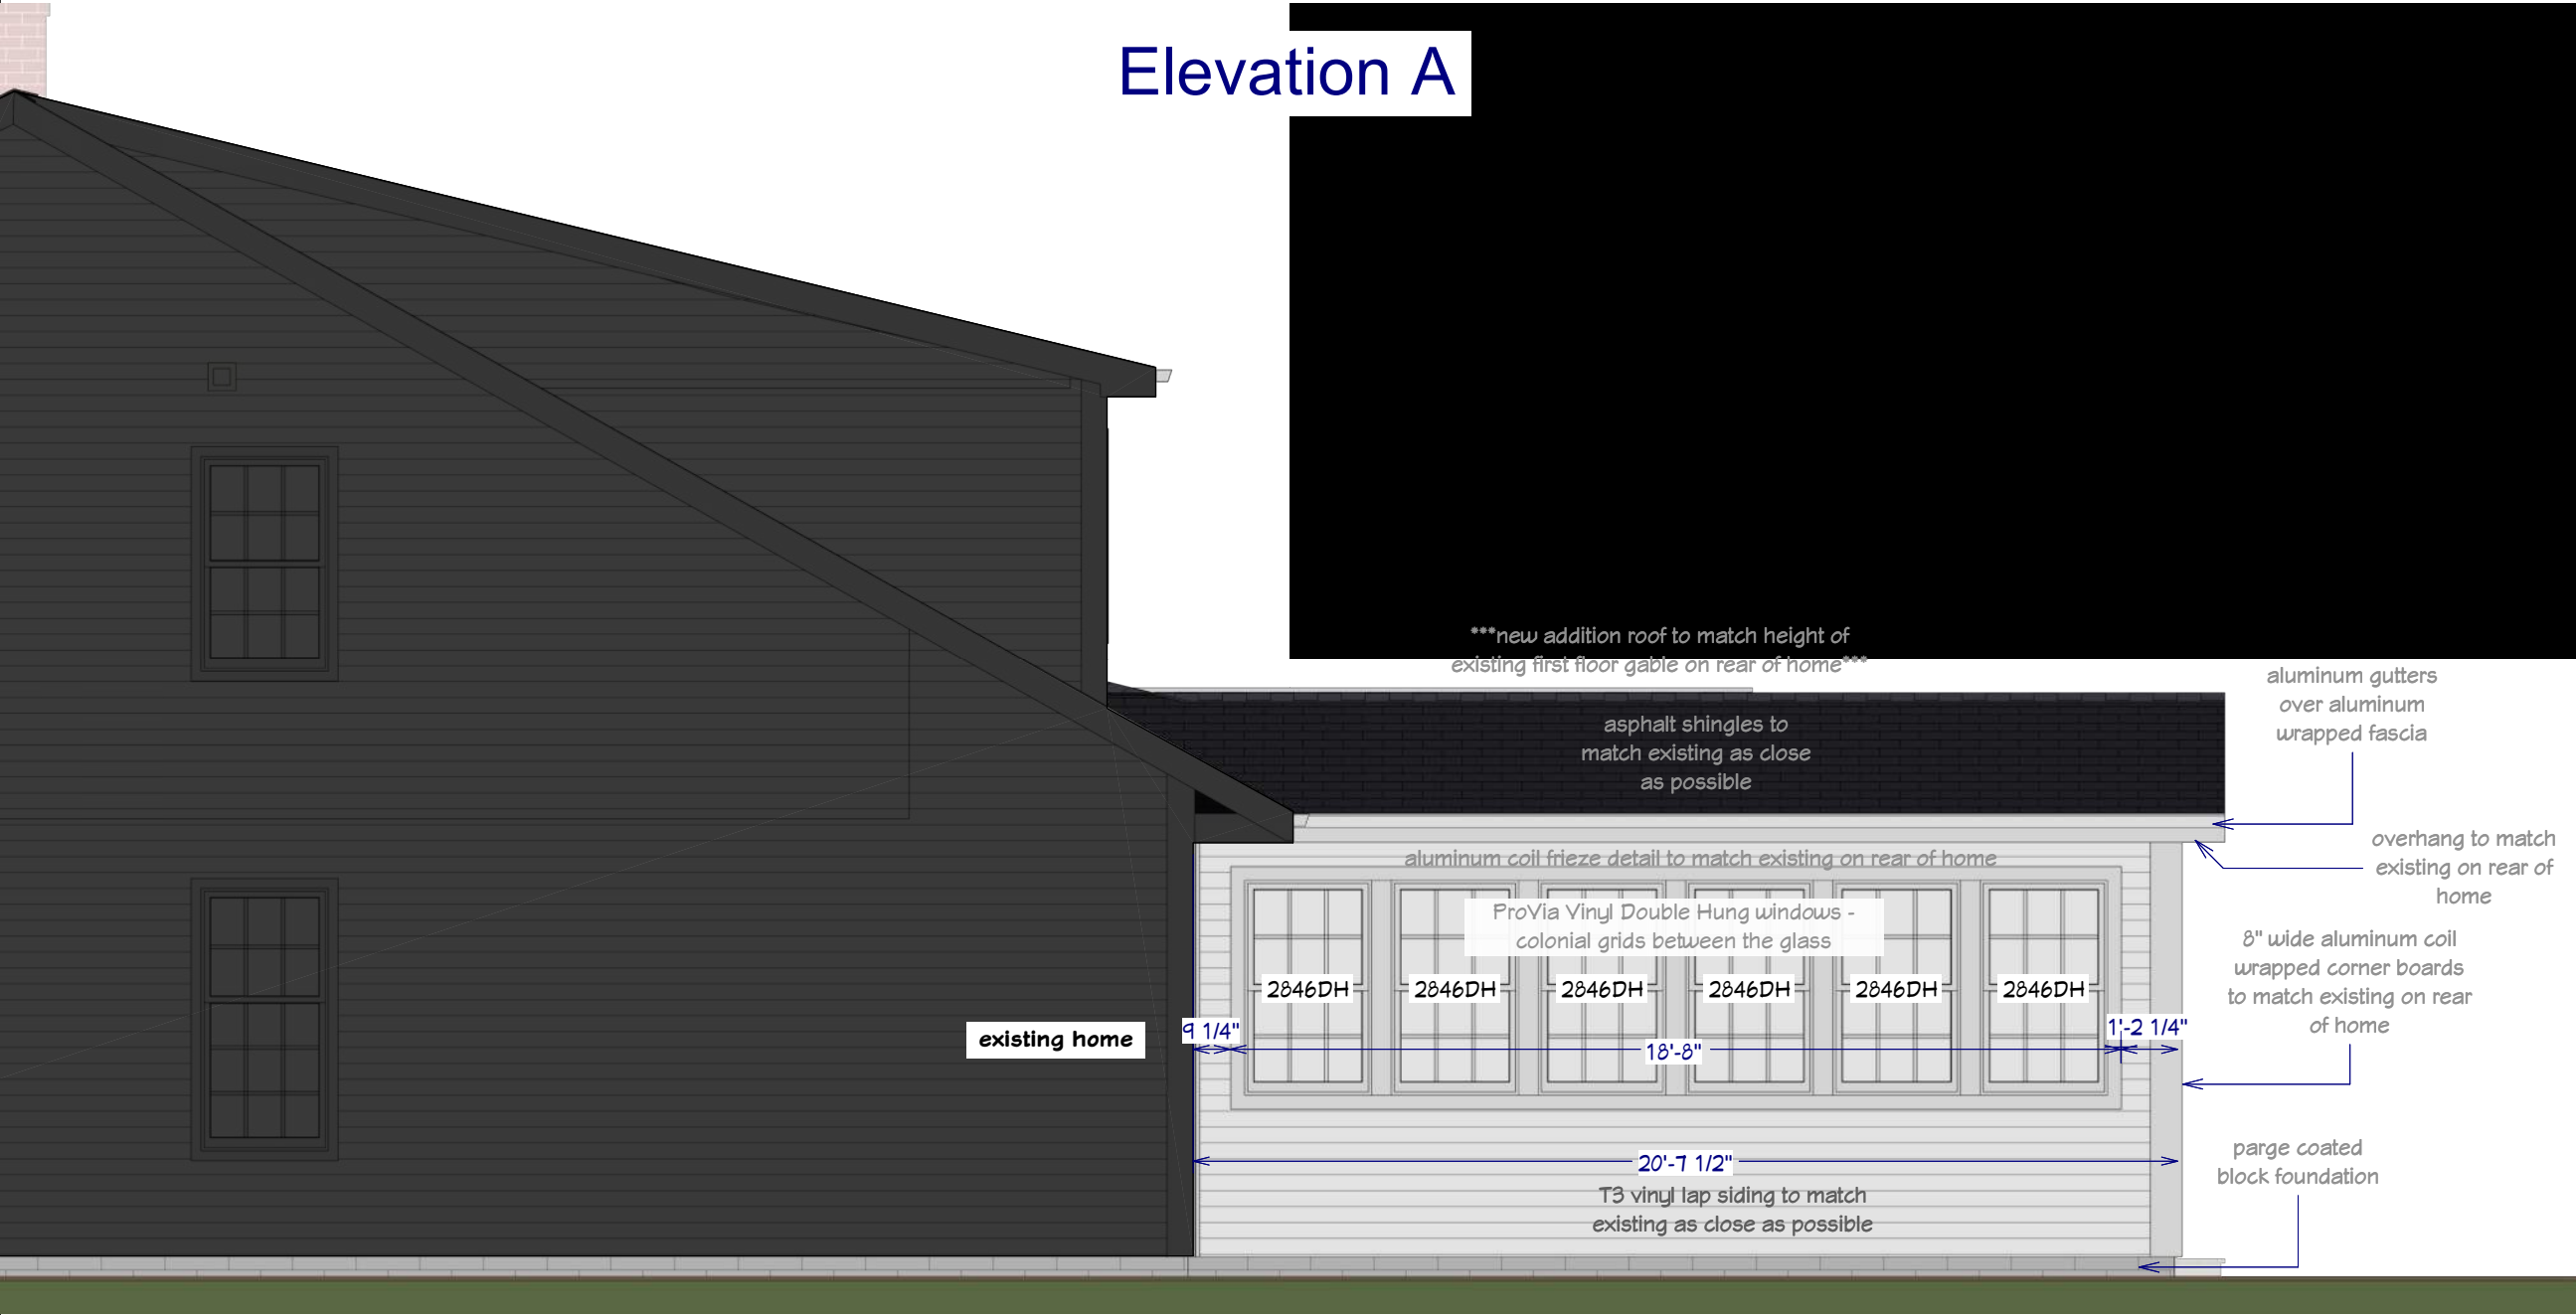 Elevation A
***new addition roof to match height of
existing first floor gable on rear of home***
aluminum gutters
over aluminum
wrapped fascia
asphalt shingles to
match existing as close
as possible
overhang to match
existing on rear of
home
aluminum coil frieze detail to match existing on rear of home
ProVia Vinyl Double Hung windows -
colonial grids between the glass
8" wide aluminum coil
wrapped corner boards
to match existing on rear
of home
2846DH 2846DH 2846DH 2846DH 2846DH 2846DH
existing home
9 1/4"
18'-8"
1'-2 1/4"
20'-7 1/2"
parge coated
block foundation
T3 vinyl lap siding to match
existing as close as possible